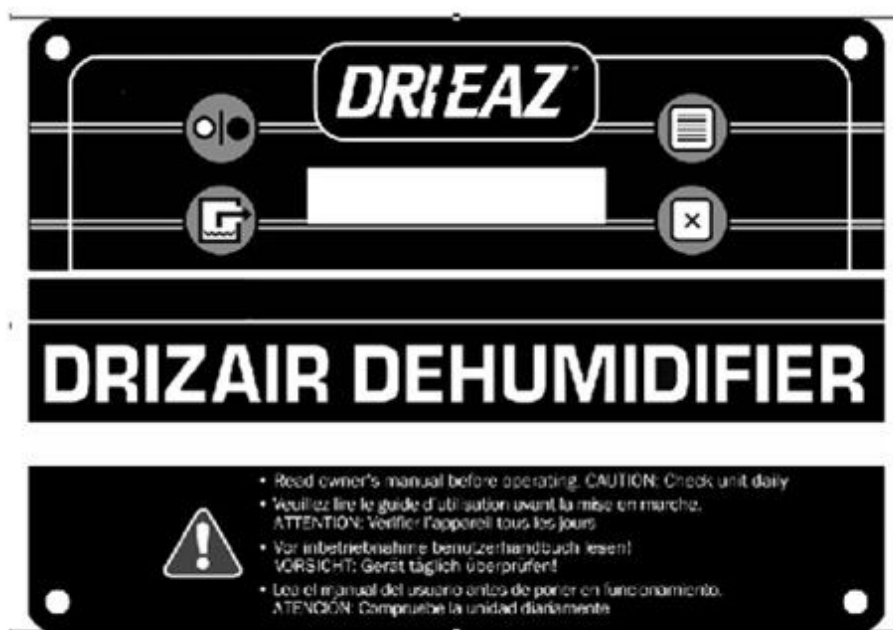 DRI-EAZ
DRIZAIR DEHUMIDIFIER
• Read owner's manual before operating. CAUTION: Check unit daily
• Veuillez lire le guide d'utilisation avant la mise en marche.
ATTENTION: Verifier l'appareil tous les jours
• Vor inbetriebnahme benutzerhandbuch lesen!
VORSICHT: Gerat täglich überprüfen!
• Lea el manual del usuario antes de poner en funcionamiento.
ATENCIÓN: Compruebe la unidad diariamente